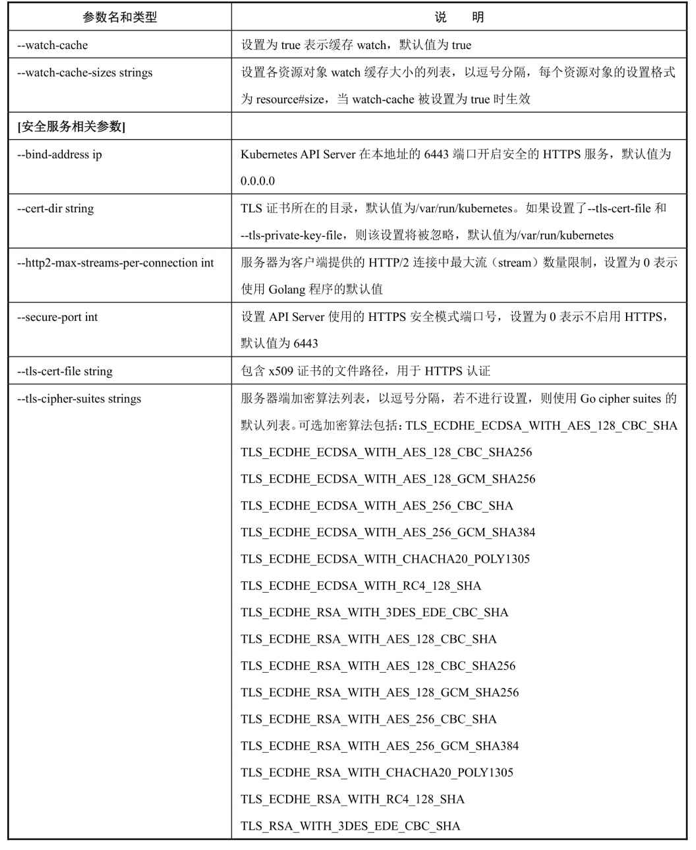 参数名和类型
说 明
--watch-cache
设置为 true 表示缓存 watch，默认值为 true
--watch-cache-sizes strings
设置各资源对象 watch 缓存大小的列表，以逗号分隔，每个资源对象的设置格式
为 resource#size，当 watch-cache 被设置为 true 时生效
[安全服务相关参数]
--bind-address ip
Kubernetes API Server 在本地址的 6443 端口开启安全的 HTTPS 服务，默认值为
0.0.0.0
--cert-dir string
TLS 证书所在的目录，默认值为/var/run/kubernetes。如果设置了--tls-cert-file 和
--tls-private-key-file，则该设置将被忽略，默认值为/var/run/kubernetes
--http2-max-streams-per-connection int
服务器为客户端提供的 HTTP/2 连接中最大流（stream）数量限制，设置为 0 表示
使用 Golang 程序的默认值
--secure-port int
设置 API Server 使用的 HTTPS 安全模式端口号，设置为 0 表示不启用 HTTPS，
默认值为 6443
--tls-cert-file string
包含 x509 证书的文件路径，用于 HTTPS 认证
--tls-cipher-suites strings
服务器端加密算法列表，以逗号分隔，若不进行设置，则使用 Go cipher suites 的
默认列表。可选加密算法包括：TLS_ECDHE_ECDSA_WITH_AES_128_CBC_SHA
TLS_ECDHE_ECDSA_WITH_AES_128_CBC_SHA256
TLS_ECDHE_ECDSA_WITH_AES_128_GCM_SHA256
TLS_ECDHE_ECDSA_WITH_AES_256_CBC_SHA
TLS_ECDHE_ECDSA_WITH_AES_256_GCM_SHA384
TLS_ECDHE_ECDSA_WITH_CHACHA20_POLY1305
TLS_ECDHE_ECDSA_WITH_RC4_128_SHA
TLS_ECDHE_RSA_WITH_3DES_EDE_CBC_SHA
TLS_ECDHE_RSA_WITH_AES_128_CBC_SHA
TLS_ECDHE_RSA_WITH_AES_128_CBC_SHA256
TLS_ECDHE_RSA_WITH_AES_128_GCM_SHA256
TLS_ECDHE_RSA_WITH_AES_256_CBC_SHA
TLS_ECDHE_RSA_WITH_AES_256_GCM_SHA384
TLS_ECDHE_RSA_WITH_CHACHA20_POLY1305
TLS_ECDHE_RSA_WITH_RC4_128_SHA
TLS_RSA_WITH_3DES_EDE_CBC_SHA